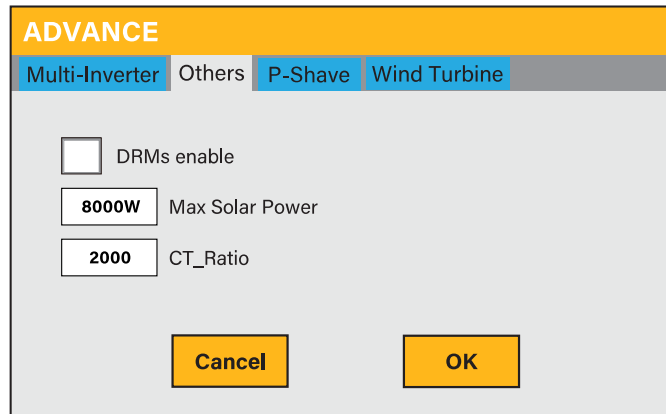 ADVANCE
Multi-Inverter Others P-Shave Wind Turbine
DRMs enable
8000W Max Solar Power
2000 CT_Ratio
Cancel OK